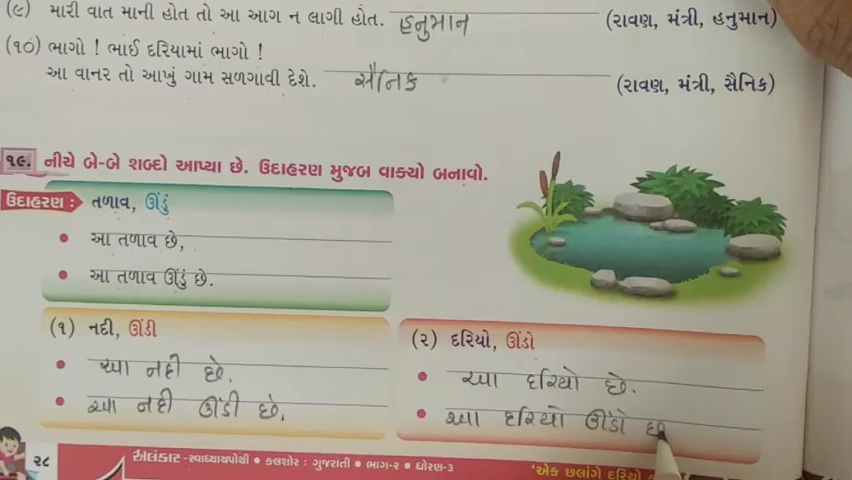 (૯) મારી વાત માની હોત તો આ આગ ન લાગી હોત. હનુમાન (રાવણ, મંત્રી, હનુમાન)
(૧૦) ભાગો ! ભાઈ દરિયામાં ભાગો !
આ વાનર તો આખું ગામ સળગાવી દેશે. સૈનિક (રાવણ, મંત્રી, સૈનિક)
૧૯. નીચે બે-બે શબ્દો આપ્યા છે. ઉદાહરણ મુજબ વાક્યો બનાવો.
ઉદાહરણ : તળાવ, ઊંડું
• આ તળાવ છે,
• આ તળાવ ઊંડું છે.
(૧) નદી, ઊંડી
• આ નદી છે.
• આ નદી ઊંડી છે.
(૨) દરિયો, ઊંડો
• આ દરિયો છે.
• આ દરિયો ઊંડો છે
૨૮ અલંકાર-સ્વાધ્યાયપોથી • કલશોર : ગુજરાતી • ભાગ-૨ • ધોરણ-૩ 'એક છલાંગે દરિયો